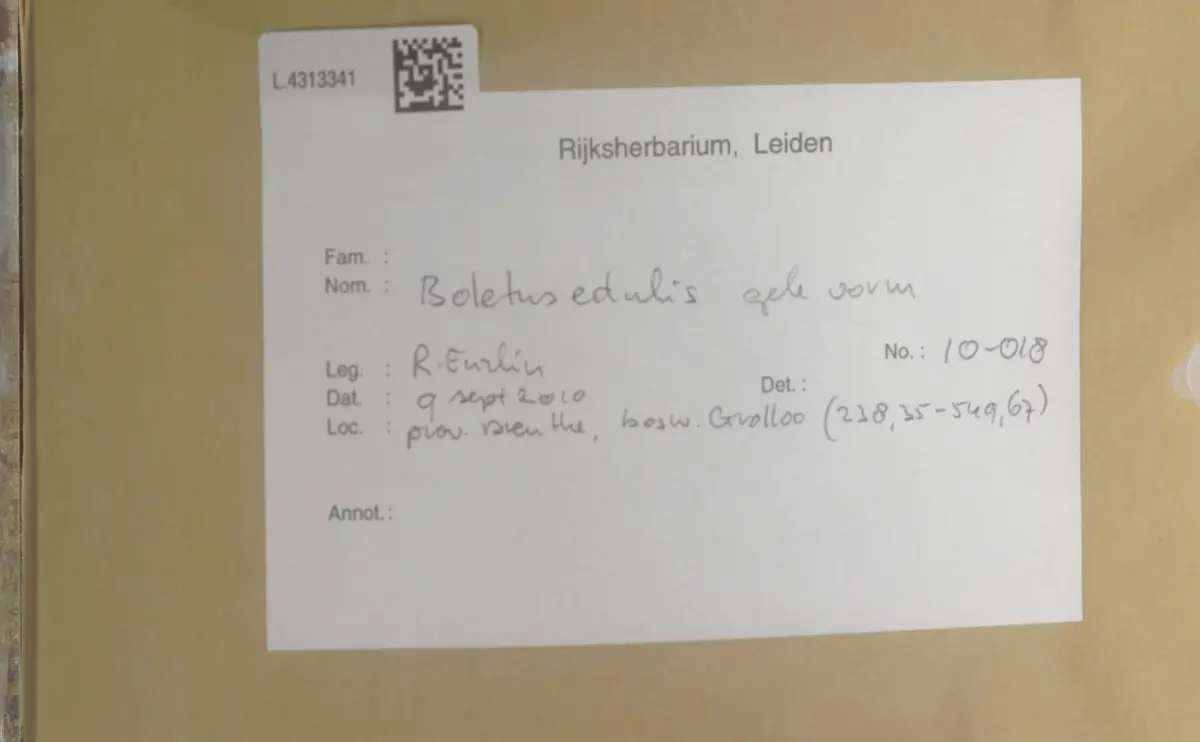 L.4313341
Rijksherbarium, Leiden
Fam. :
Nom. : Boletus edulis gele vorm
Leg. : R. Enzlin
No.: 10-018
Dat. : 9 sept 2010
Det.:
Loc. : prov. Drenthe, bosw. Grolloo (238,35-549,67)
Annot.: